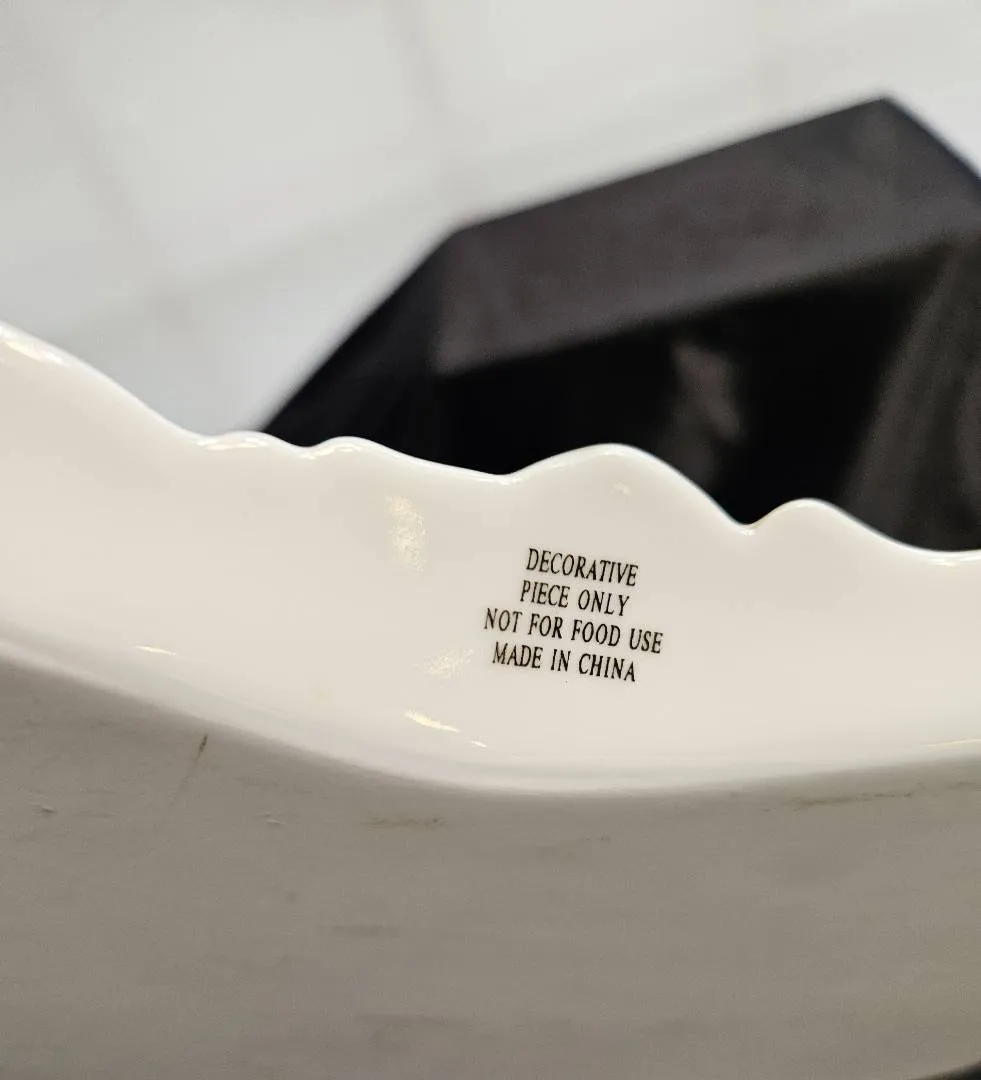 DECORATIVE
PIECE ONLY
NOT FOR FOOD USE
MADE IN CHINA